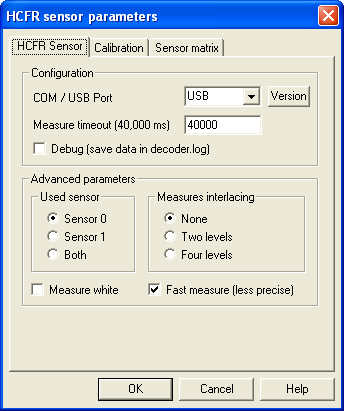 HCFR sensor parameters
HCFR Sensor Calibration Sensor matrix
Configuration
COM / USB Port USB Version
Measure timeout (40,000 ms) 40000
Debug (save data in decoder.log)
Advanced parameters
Used sensor Measures interlacing
Sensor 0 None
Sensor 1 Two levels
Both Four levels
Measure white Fast measure (less precise)
OK Cancel Help